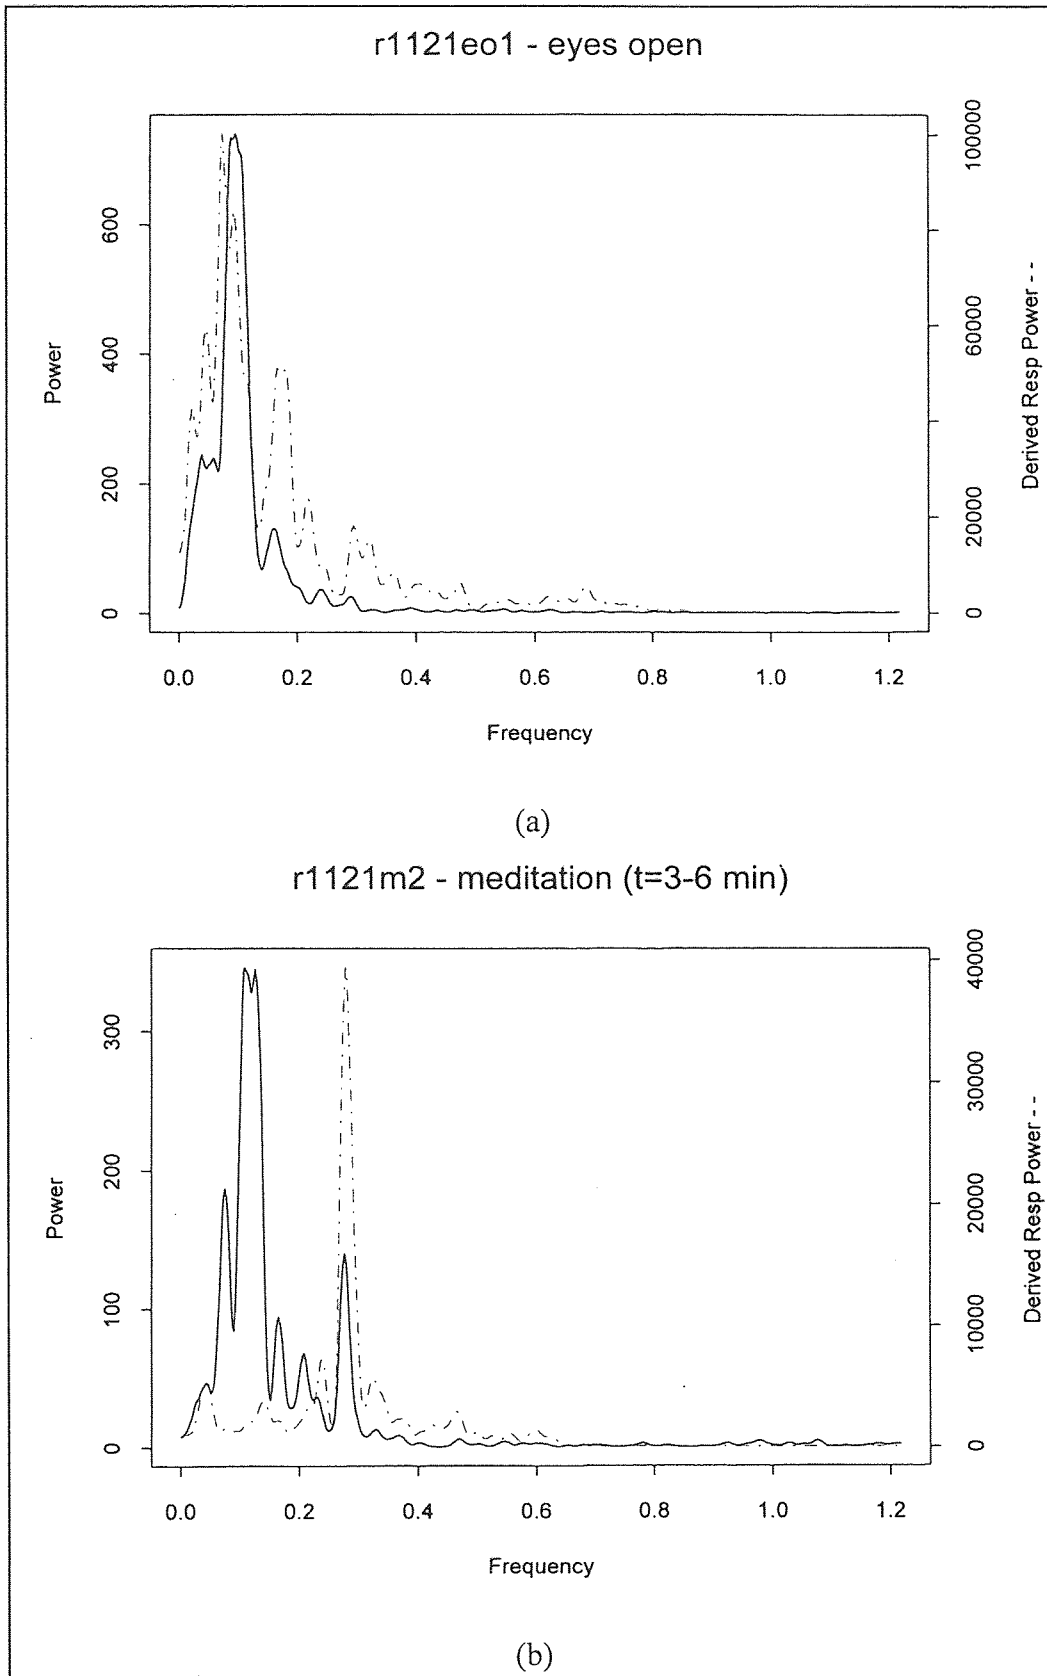 r1121eo1 - eyes open
600
400
200
0
Power
100000
60000
20000
0
Derived Resp Power - -
0.0 0.2 0.4 0.6 0.8 1.0 1.2
Frequency
(a)
r1121m2 - meditation (t=3-6 min)
300
200
100
0
Power
40000
30000
20000
10000
0
Derived Resp Power - -
0.0 0.2 0.4 0.6 0.8 1.0 1.2
Frequency
(b)